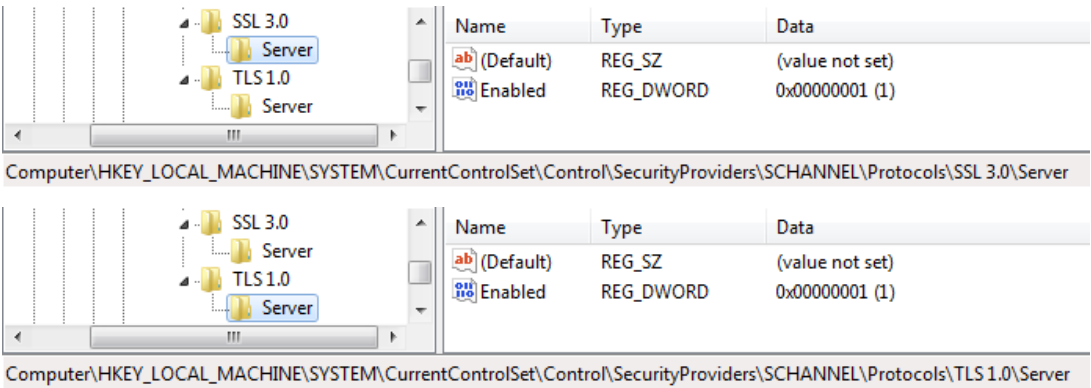 SSL 3.0
Server
TLS 1.0
Server
Name Type Data
(Default) REG_SZ (value not set)
Enabled REG_DWORD 0x00000001 (1)
Computer\HKEY_LOCAL_MACHINE\SYSTEM\CurrentControlSet\Control\SecurityProviders\SCHANNEL\Protocols\SSL 3.0\Server
SSL 3.0
Server
TLS 1.0
Server
Name Type Data
(Default) REG_SZ (value not set)
Enabled REG_DWORD 0x00000001 (1)
Computer\HKEY_LOCAL_MACHINE\SYSTEM\CurrentControlSet\Control\SecurityProviders\SCHANNEL\Protocols\TLS 1.0\Server